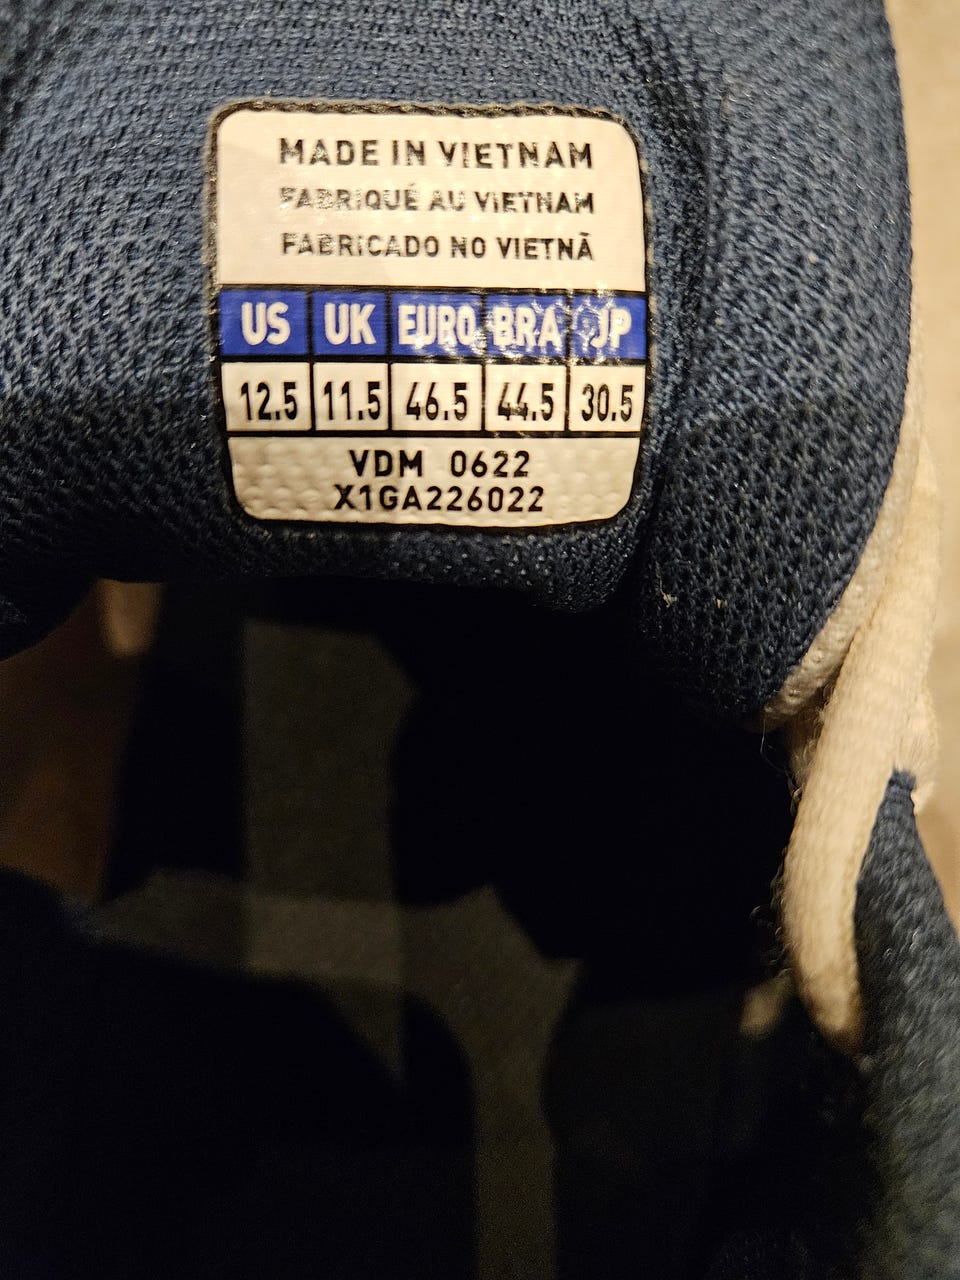 MADE IN VIETNAM
FABRIQUÉ AU VIETNAM
FABRICADO NO VIETNÃ
US UK EURO BRA JP
12.5 11.5 46.5 44.5 30.5
VDM 0622
X1GA226022